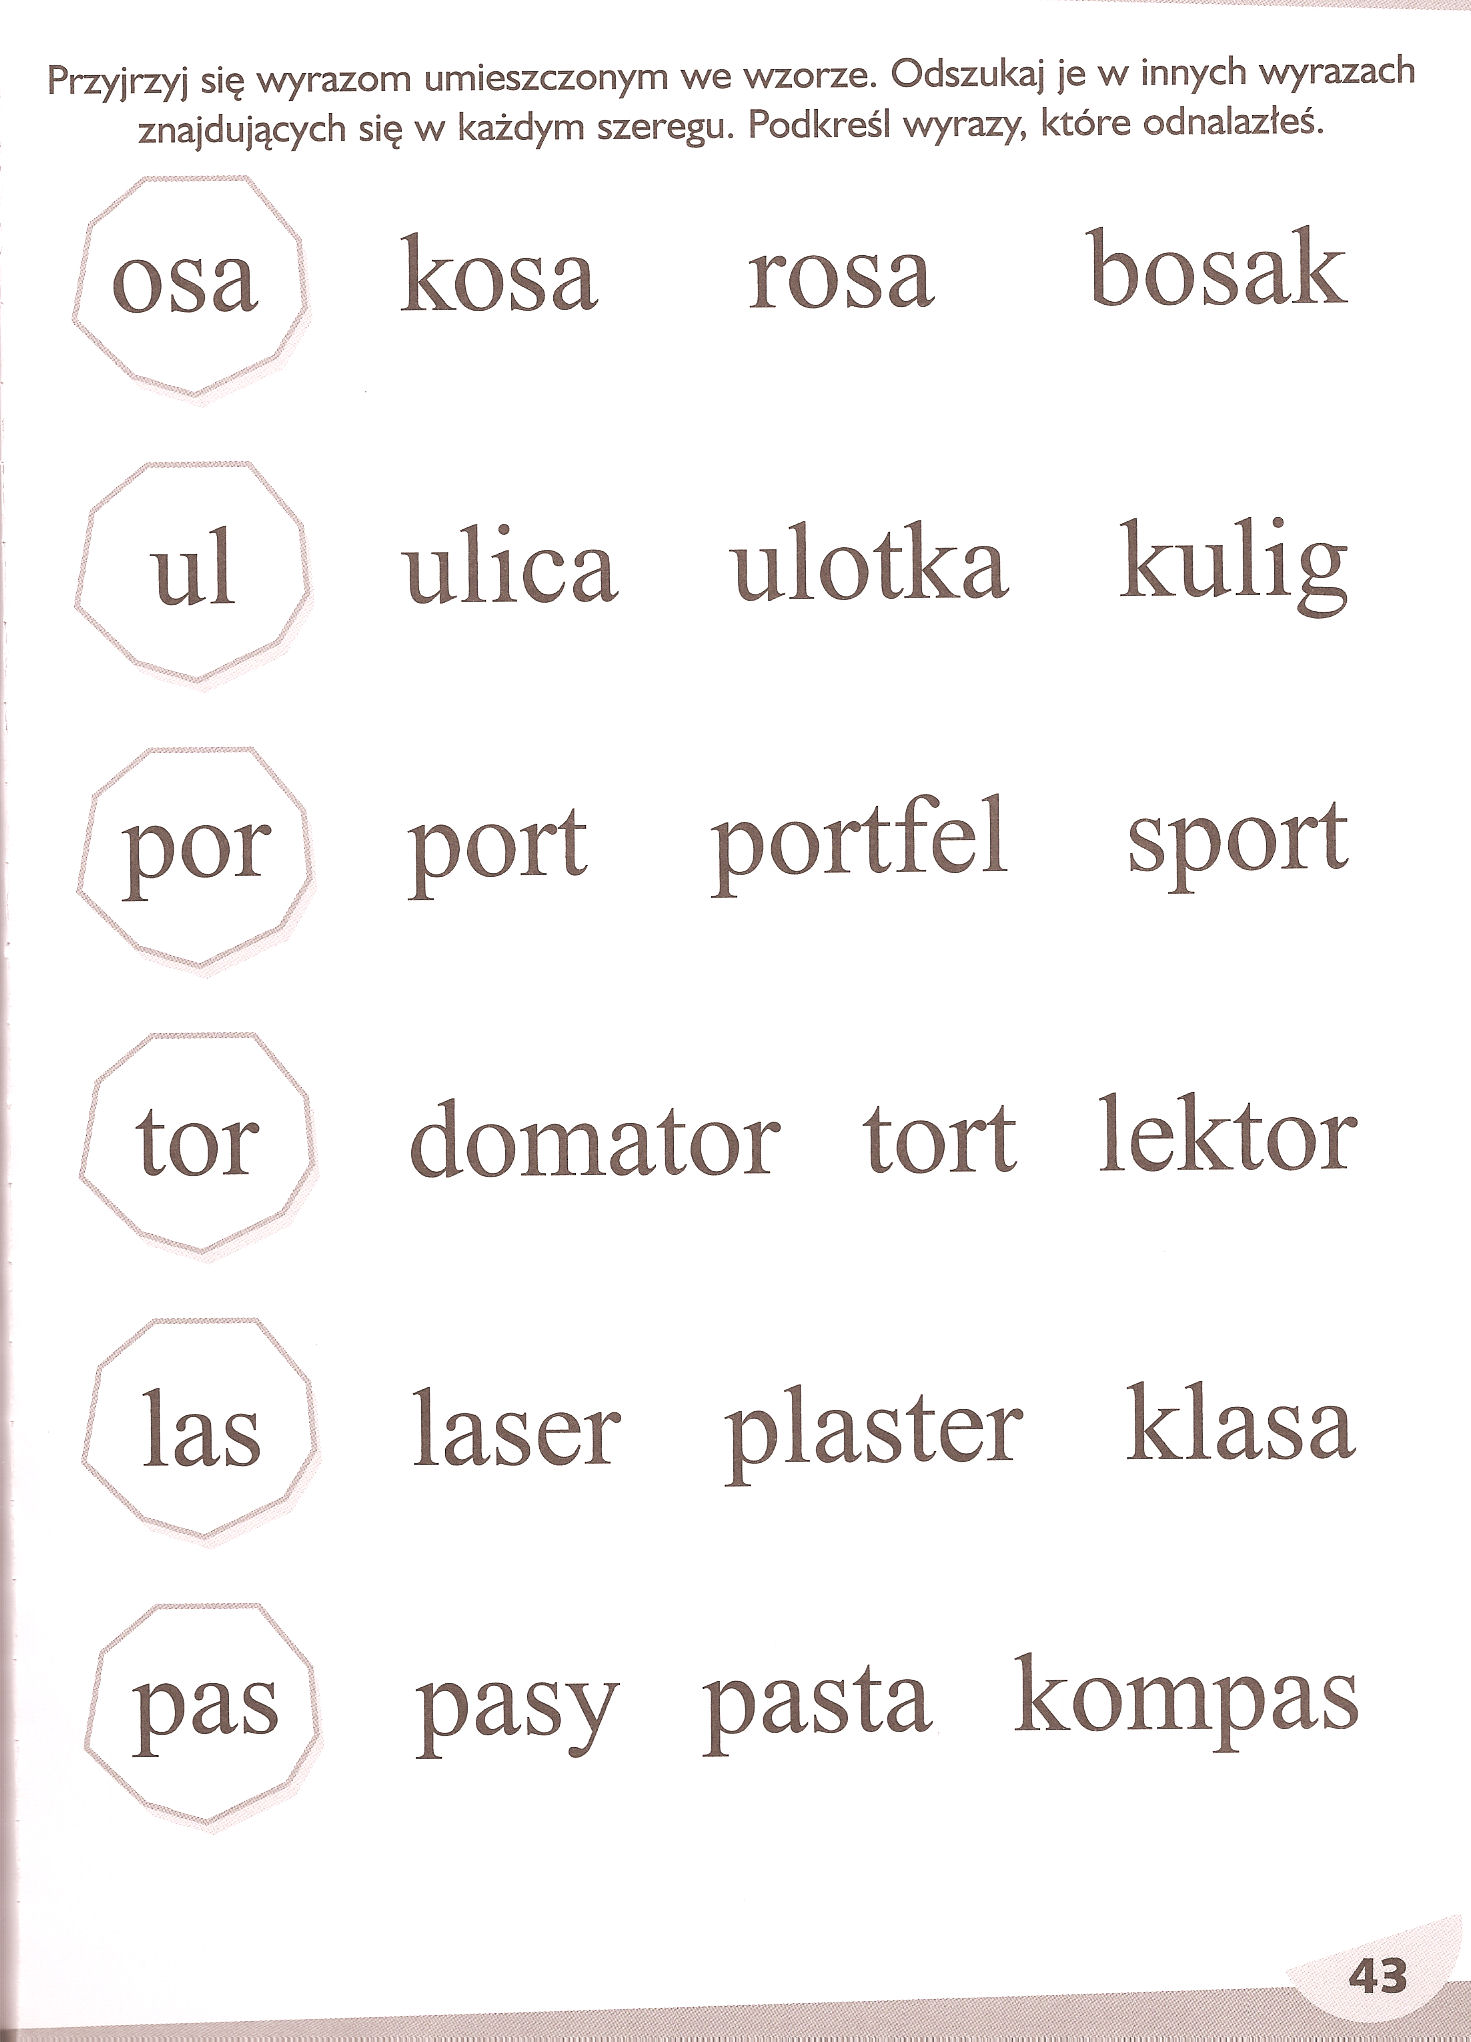 Przyjrzyj się wyrazom umieszczonym we wzorze. Odszukaj je w innych wyrazach
znajdujących się w każdym szeregu. Podkreśl wyrazy, które odnalazłeś.
osa kosa rosa bosak
ul ulica ulotka kulig
por port portfel sport
tor domator tort lektor
las laser plaster klasa
pas pasy pasta kompas
43